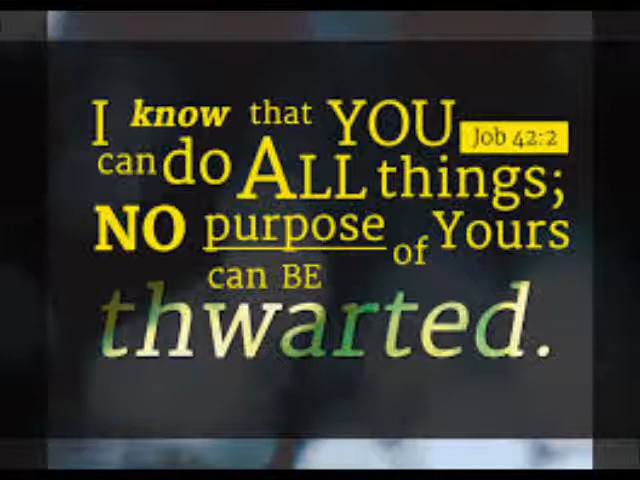 I know that YOU Job 42:2
can do ALL things;
NO purpose of Yours
can BE
thwarted.